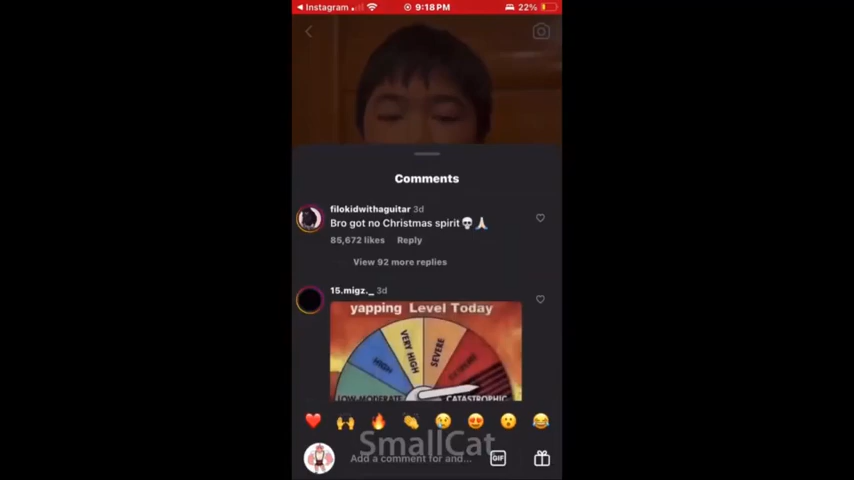 Instagram
9:18 PM
22%
Comments
filokidwithaguitar 3d
Bro got no Christmas spirit💀🙏🏻
85,672 likes Reply
View 92 more replies
15.migz._ 3d
yapping Level Today
LOW-MODERATE HIGH VERY HIGH SEVERE EXTREME CATASTROPHIC
❤️ 🙌 🔥 👏 😢 😍 😮 😂
SmallCat
Add a comment for and... GIF